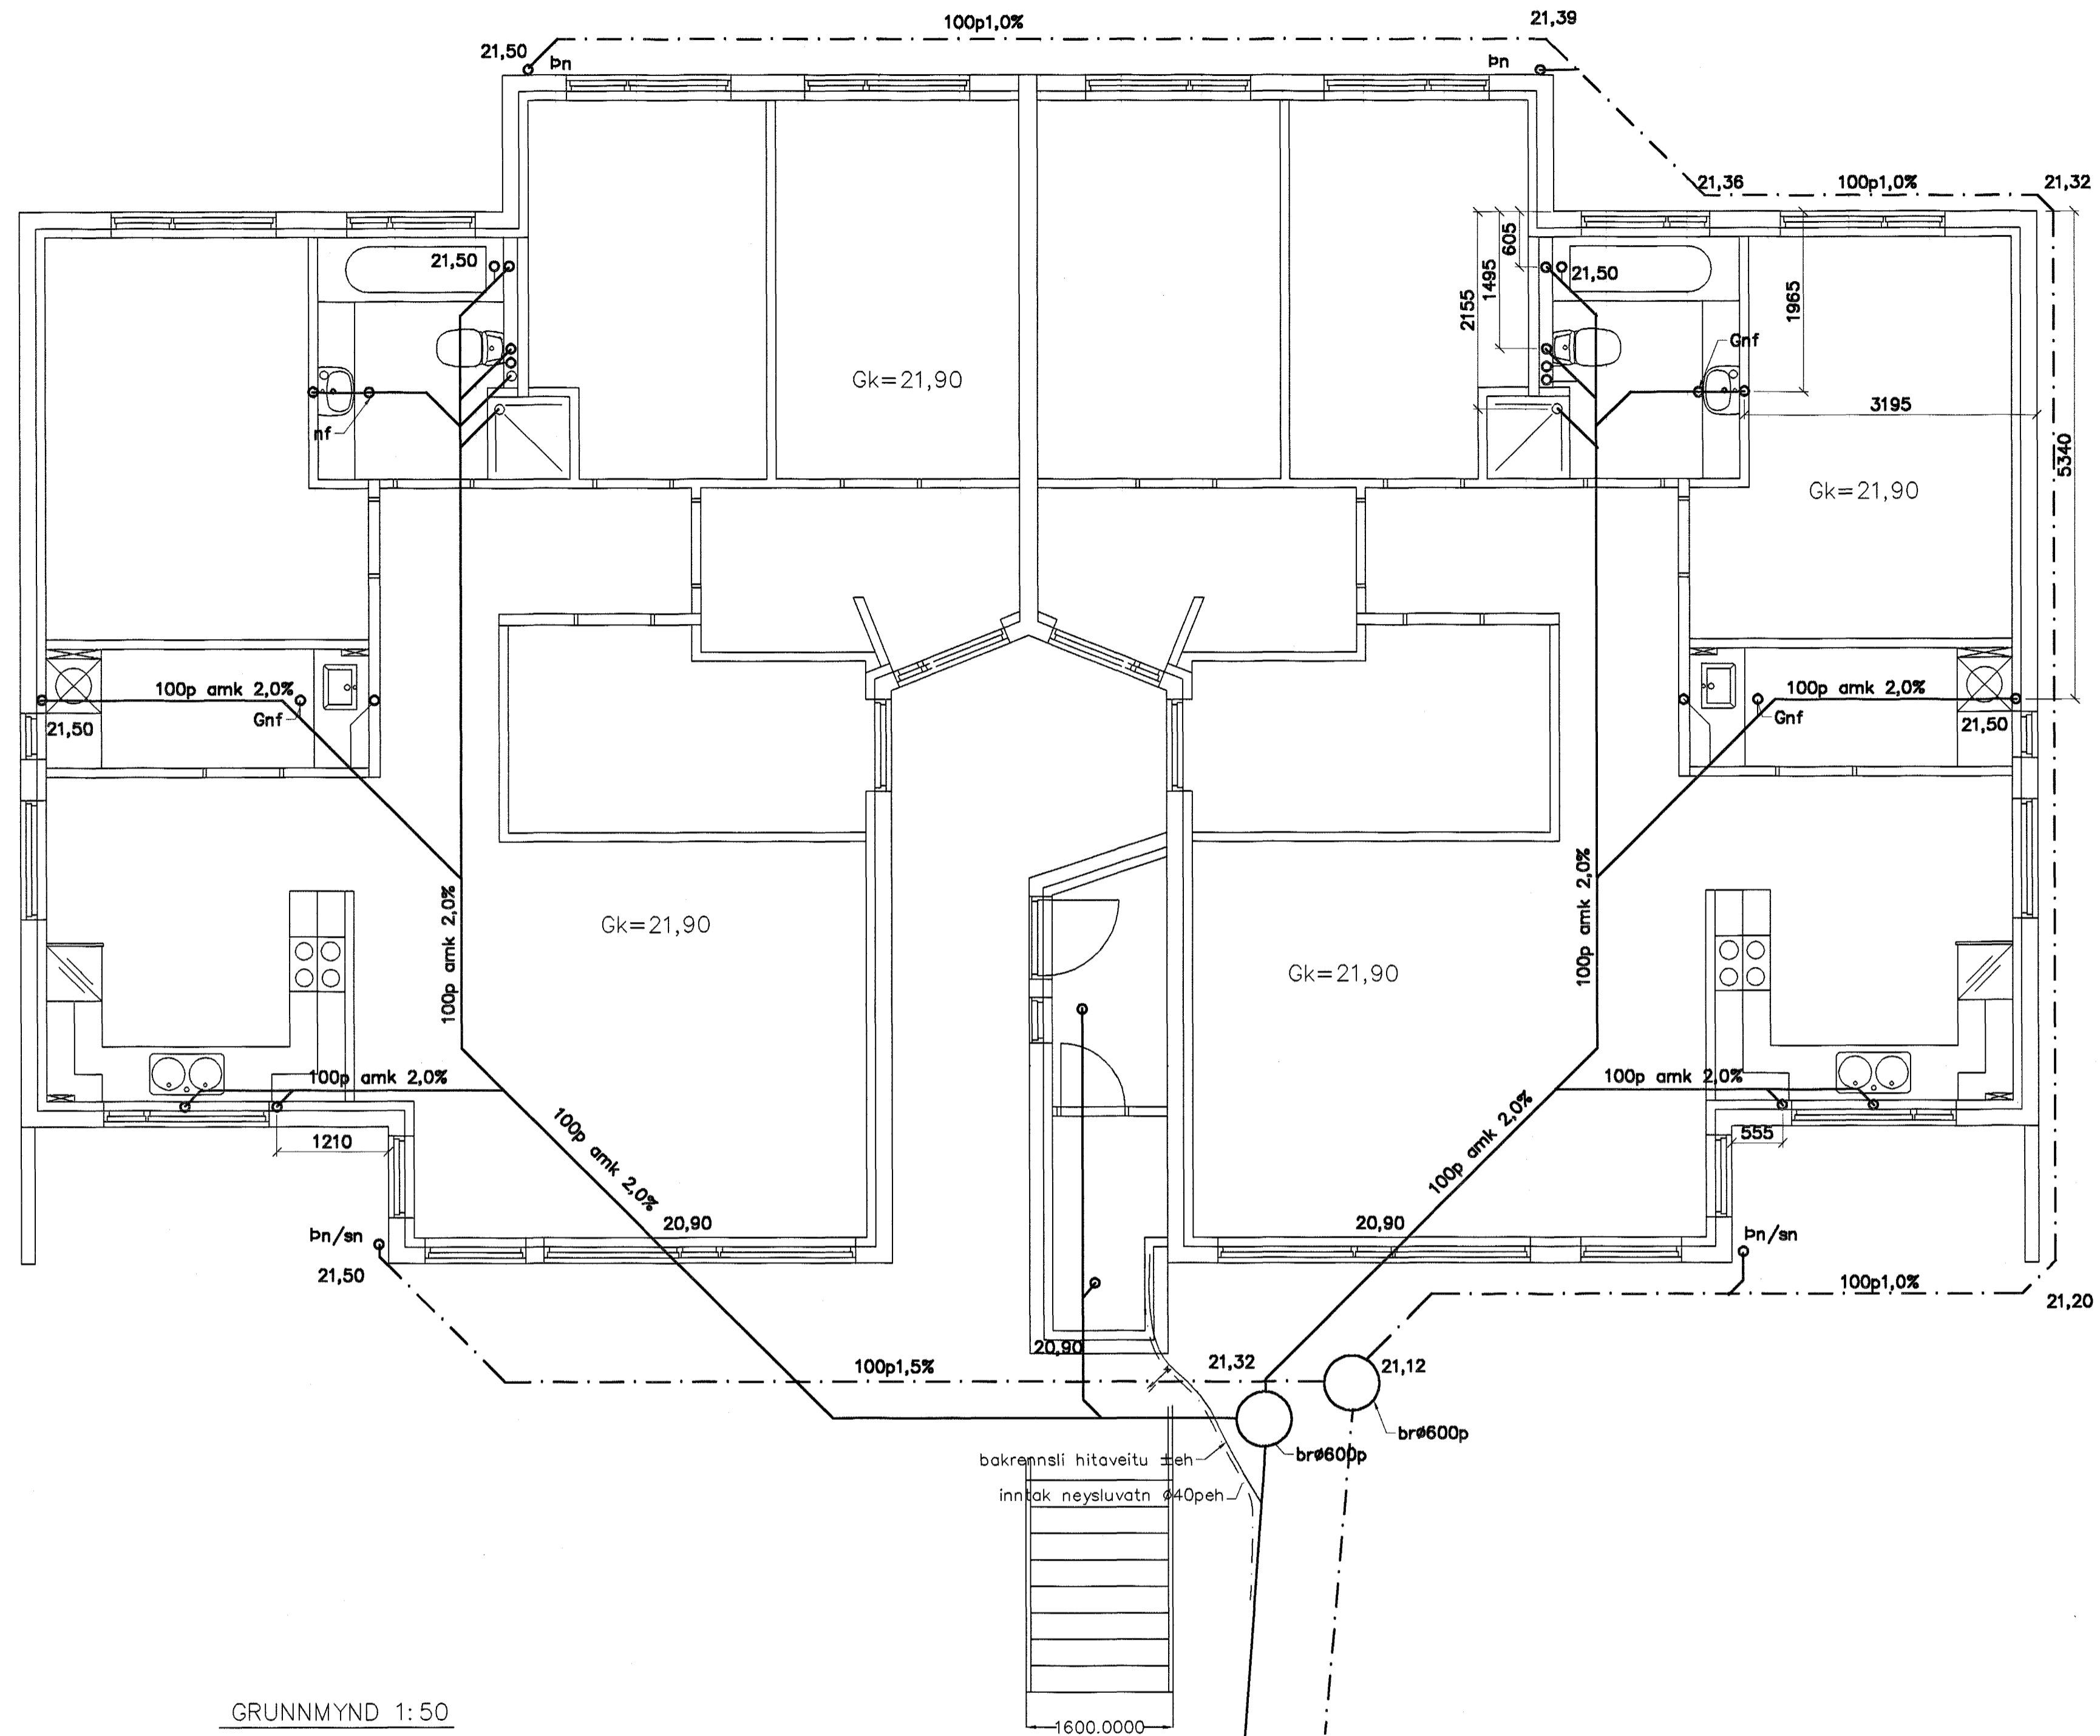 100p1,0%
21,39
21,50
Þn
Þn
21,36
100p1,0%
21,32
605
21,50
21,50
1495
2155
1965
Gnf
Gk=21,90
nf
3195
5340
Gk=21,90
100p amk 2,0%
100p amk 2,0%
Gnf
Gnf
21,50
21,50
100p amk 2,0%
100p amk 2,0%
Gk=21,90
Gk=21,90
100p amk 2,0%
100p amk 2,0%
1210
555
100p amk 2,0%
100p amk 2,0%
20,90
20,90
Þn/sn
Þn/sn
21,50
100p1,0%
21,20
20,90
21,32
100p1,5%
21,12
brø600p
brø600p
bakrennsli hitaveitu ±eh
inntak neysluvatn ø40peh
GRUNNMYND 1:50
1600.0000